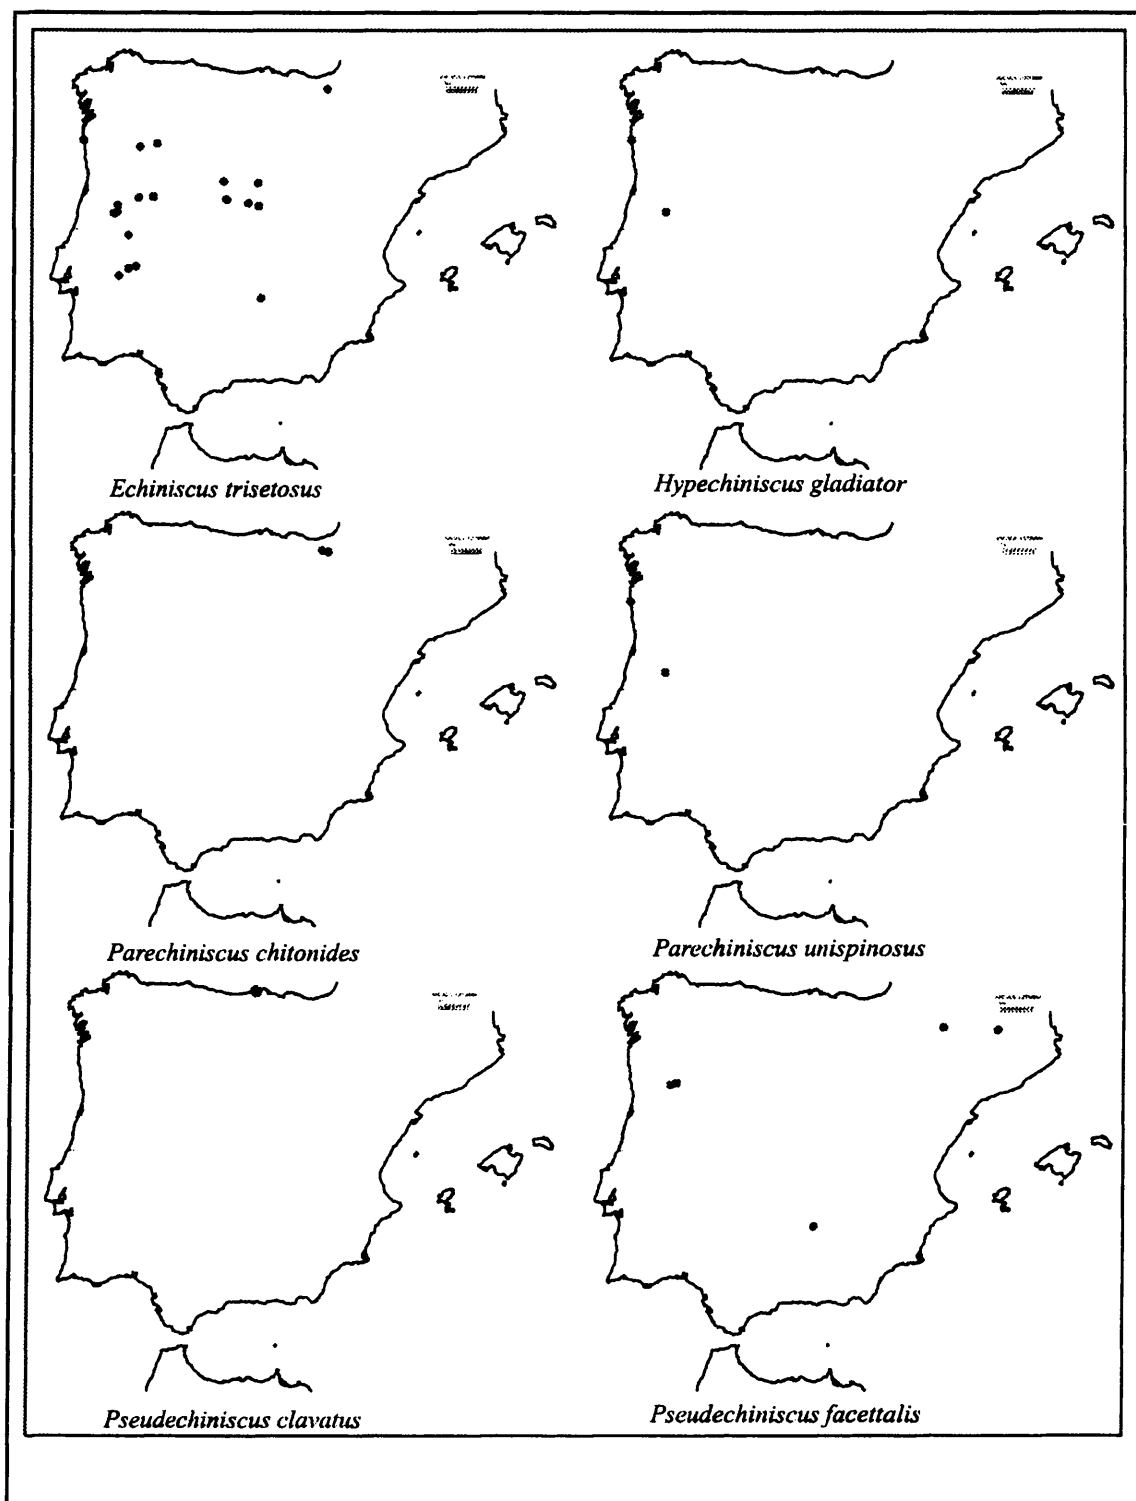 Echiniscus trisetosus
Hypechiniscus gladiator
Parechiniscus chitonides
Parechiniscus unispinosus
Pseudechiniscus clavatus
Pseudechiniscus facettalis